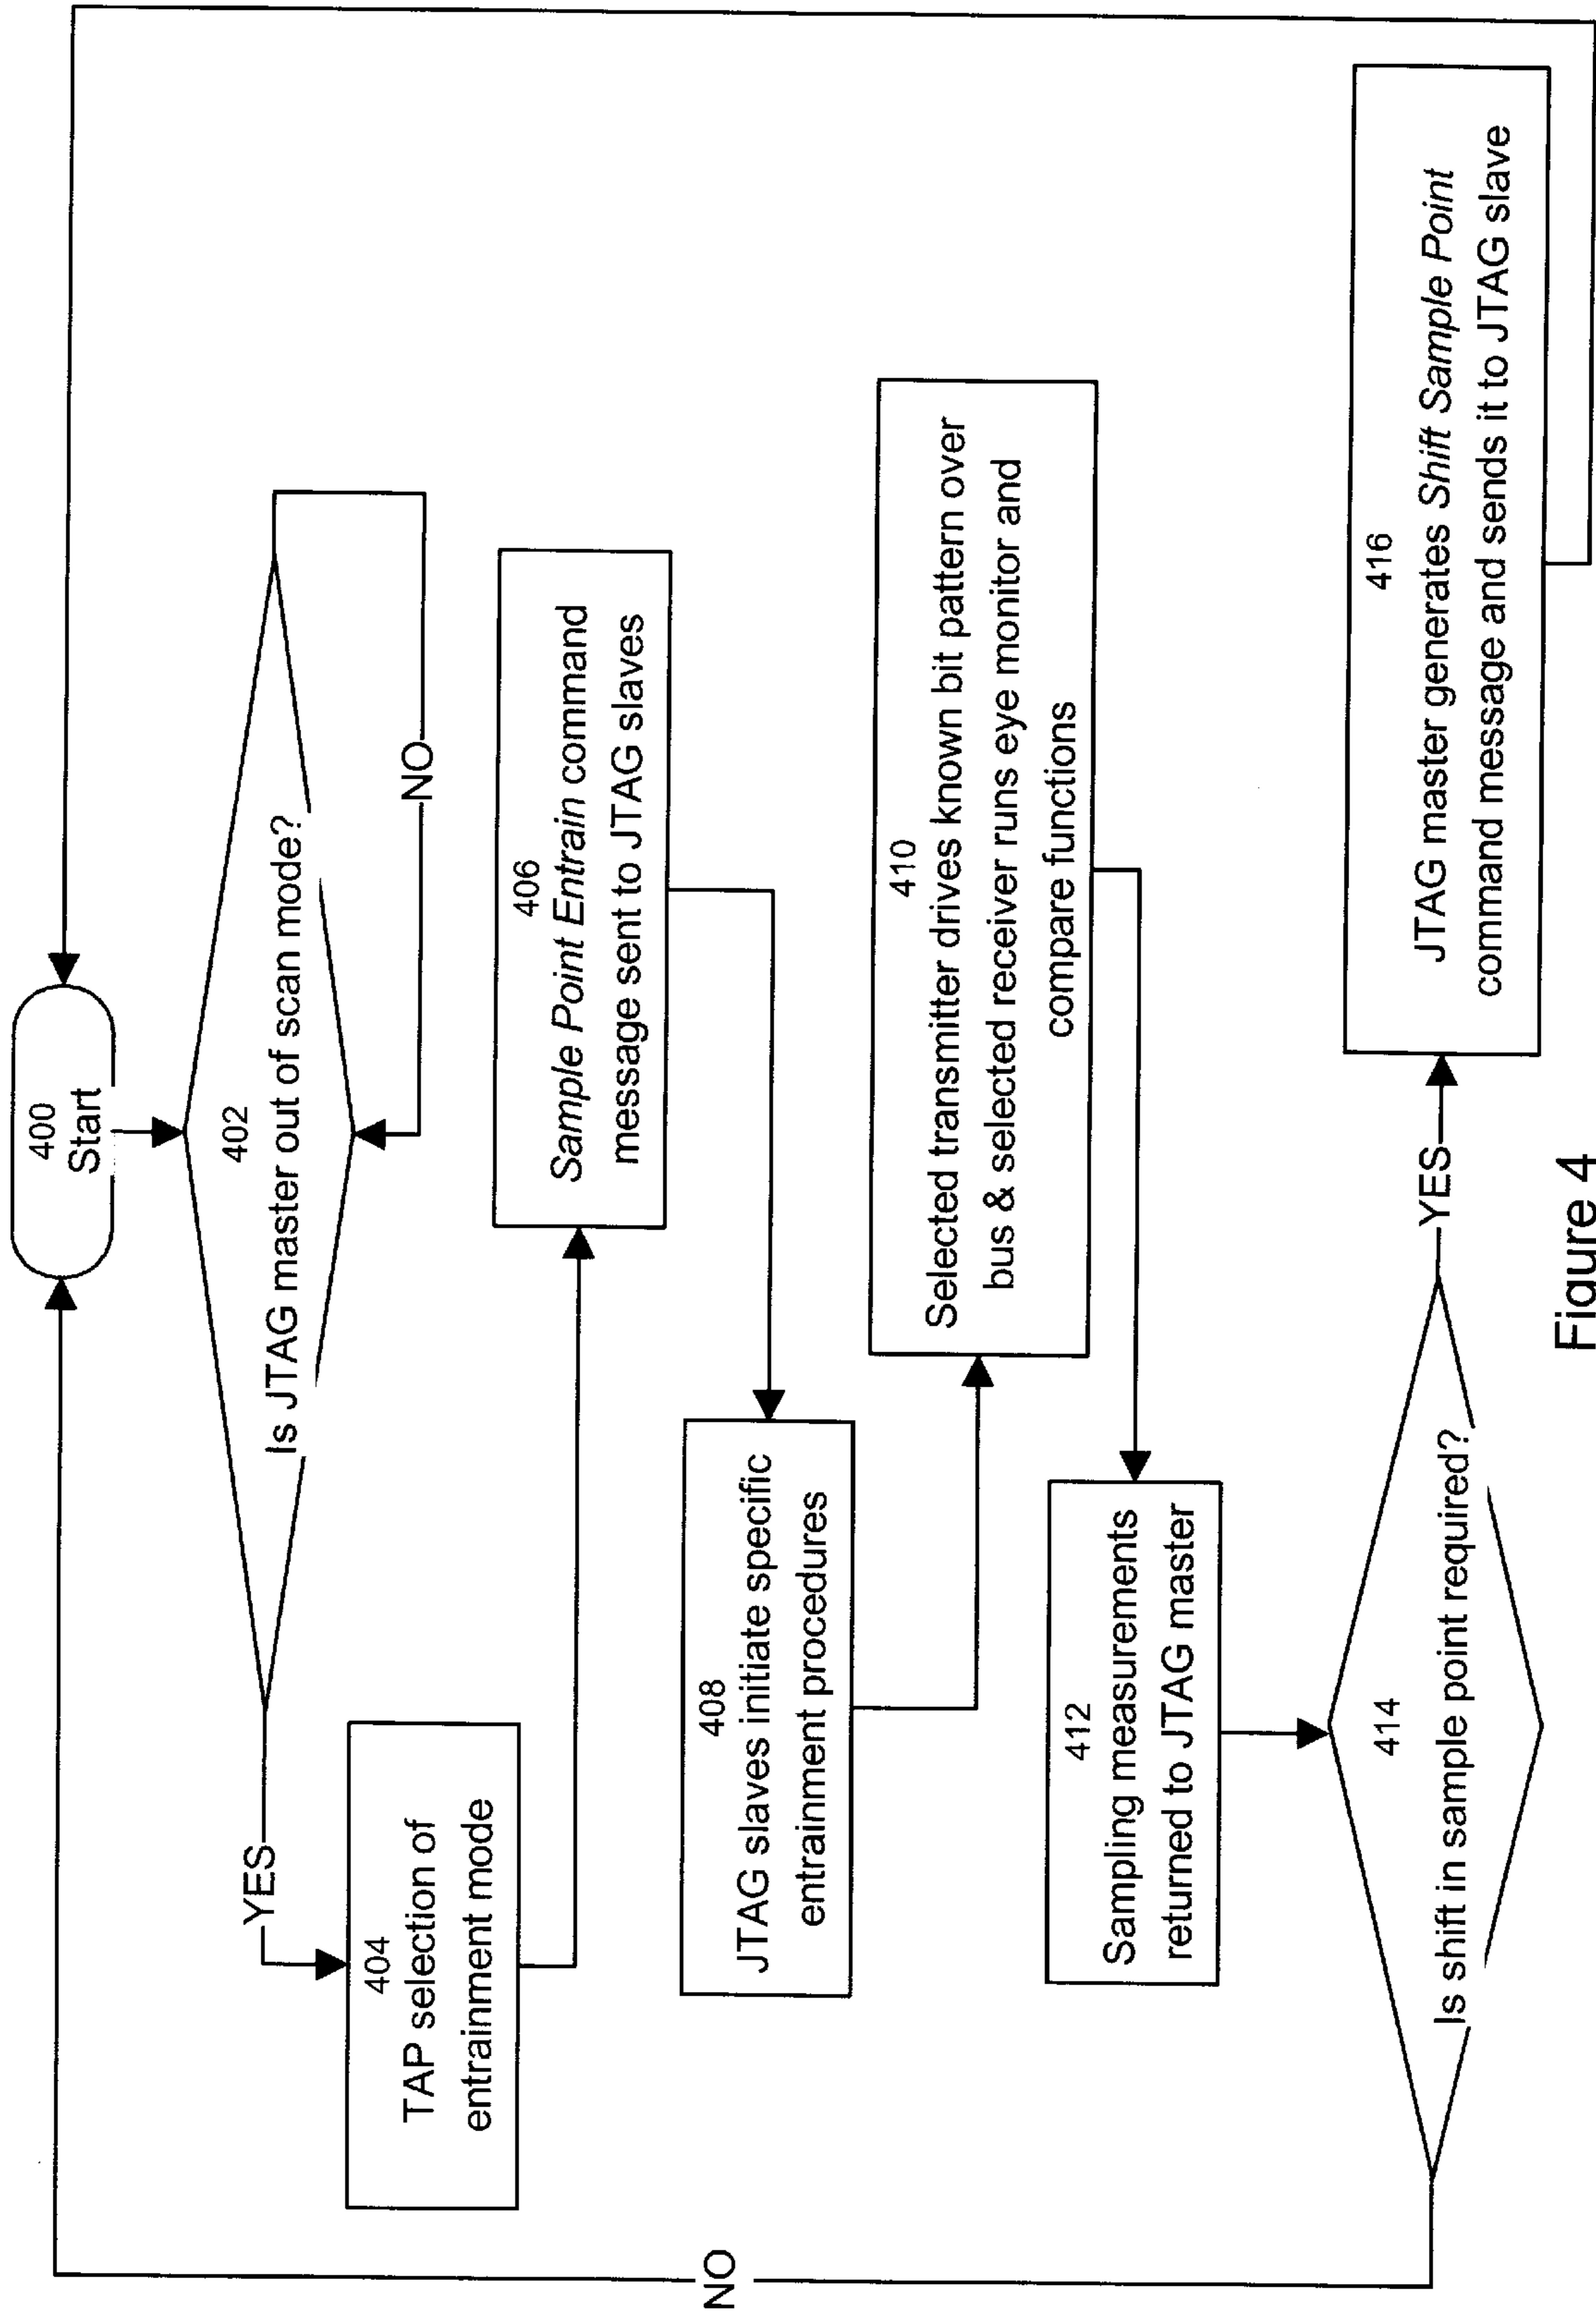 400
Start
402
Is JTAG master out of scan mode?
NO
YES
404
TAP selection of
entrainment mode
406
Sample Point Entrain command
message sent to JTAG slaves
408
JTAG slaves initiate specific
entrainment procedures
410
Selected transmitter drives known bit pattern over
bus & selected receiver runs eye monitor and
compare functions
412
Sampling measurements
returned to JTAG master
414
Is shift in sample point required?
NO
YES
416
JTAG master generates Shift Sample Point
command message and sends it to JTAG slave
Figure 4